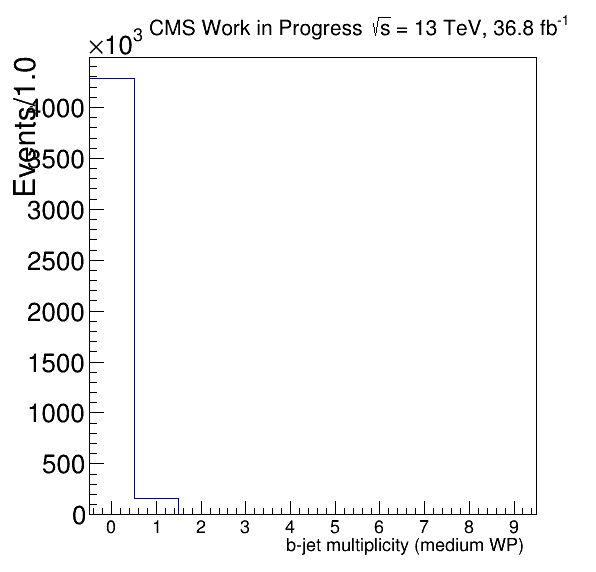 ×10³ CMS Work in Progress √s = 13 TeV, 36.8 fb⁻¹
Events/1.0
4000
3500
3000
2500
2000
1500
1000
500
0
0 1 2 3 4 5 6 7 8 9
b-jet multiplicity (medium WP)